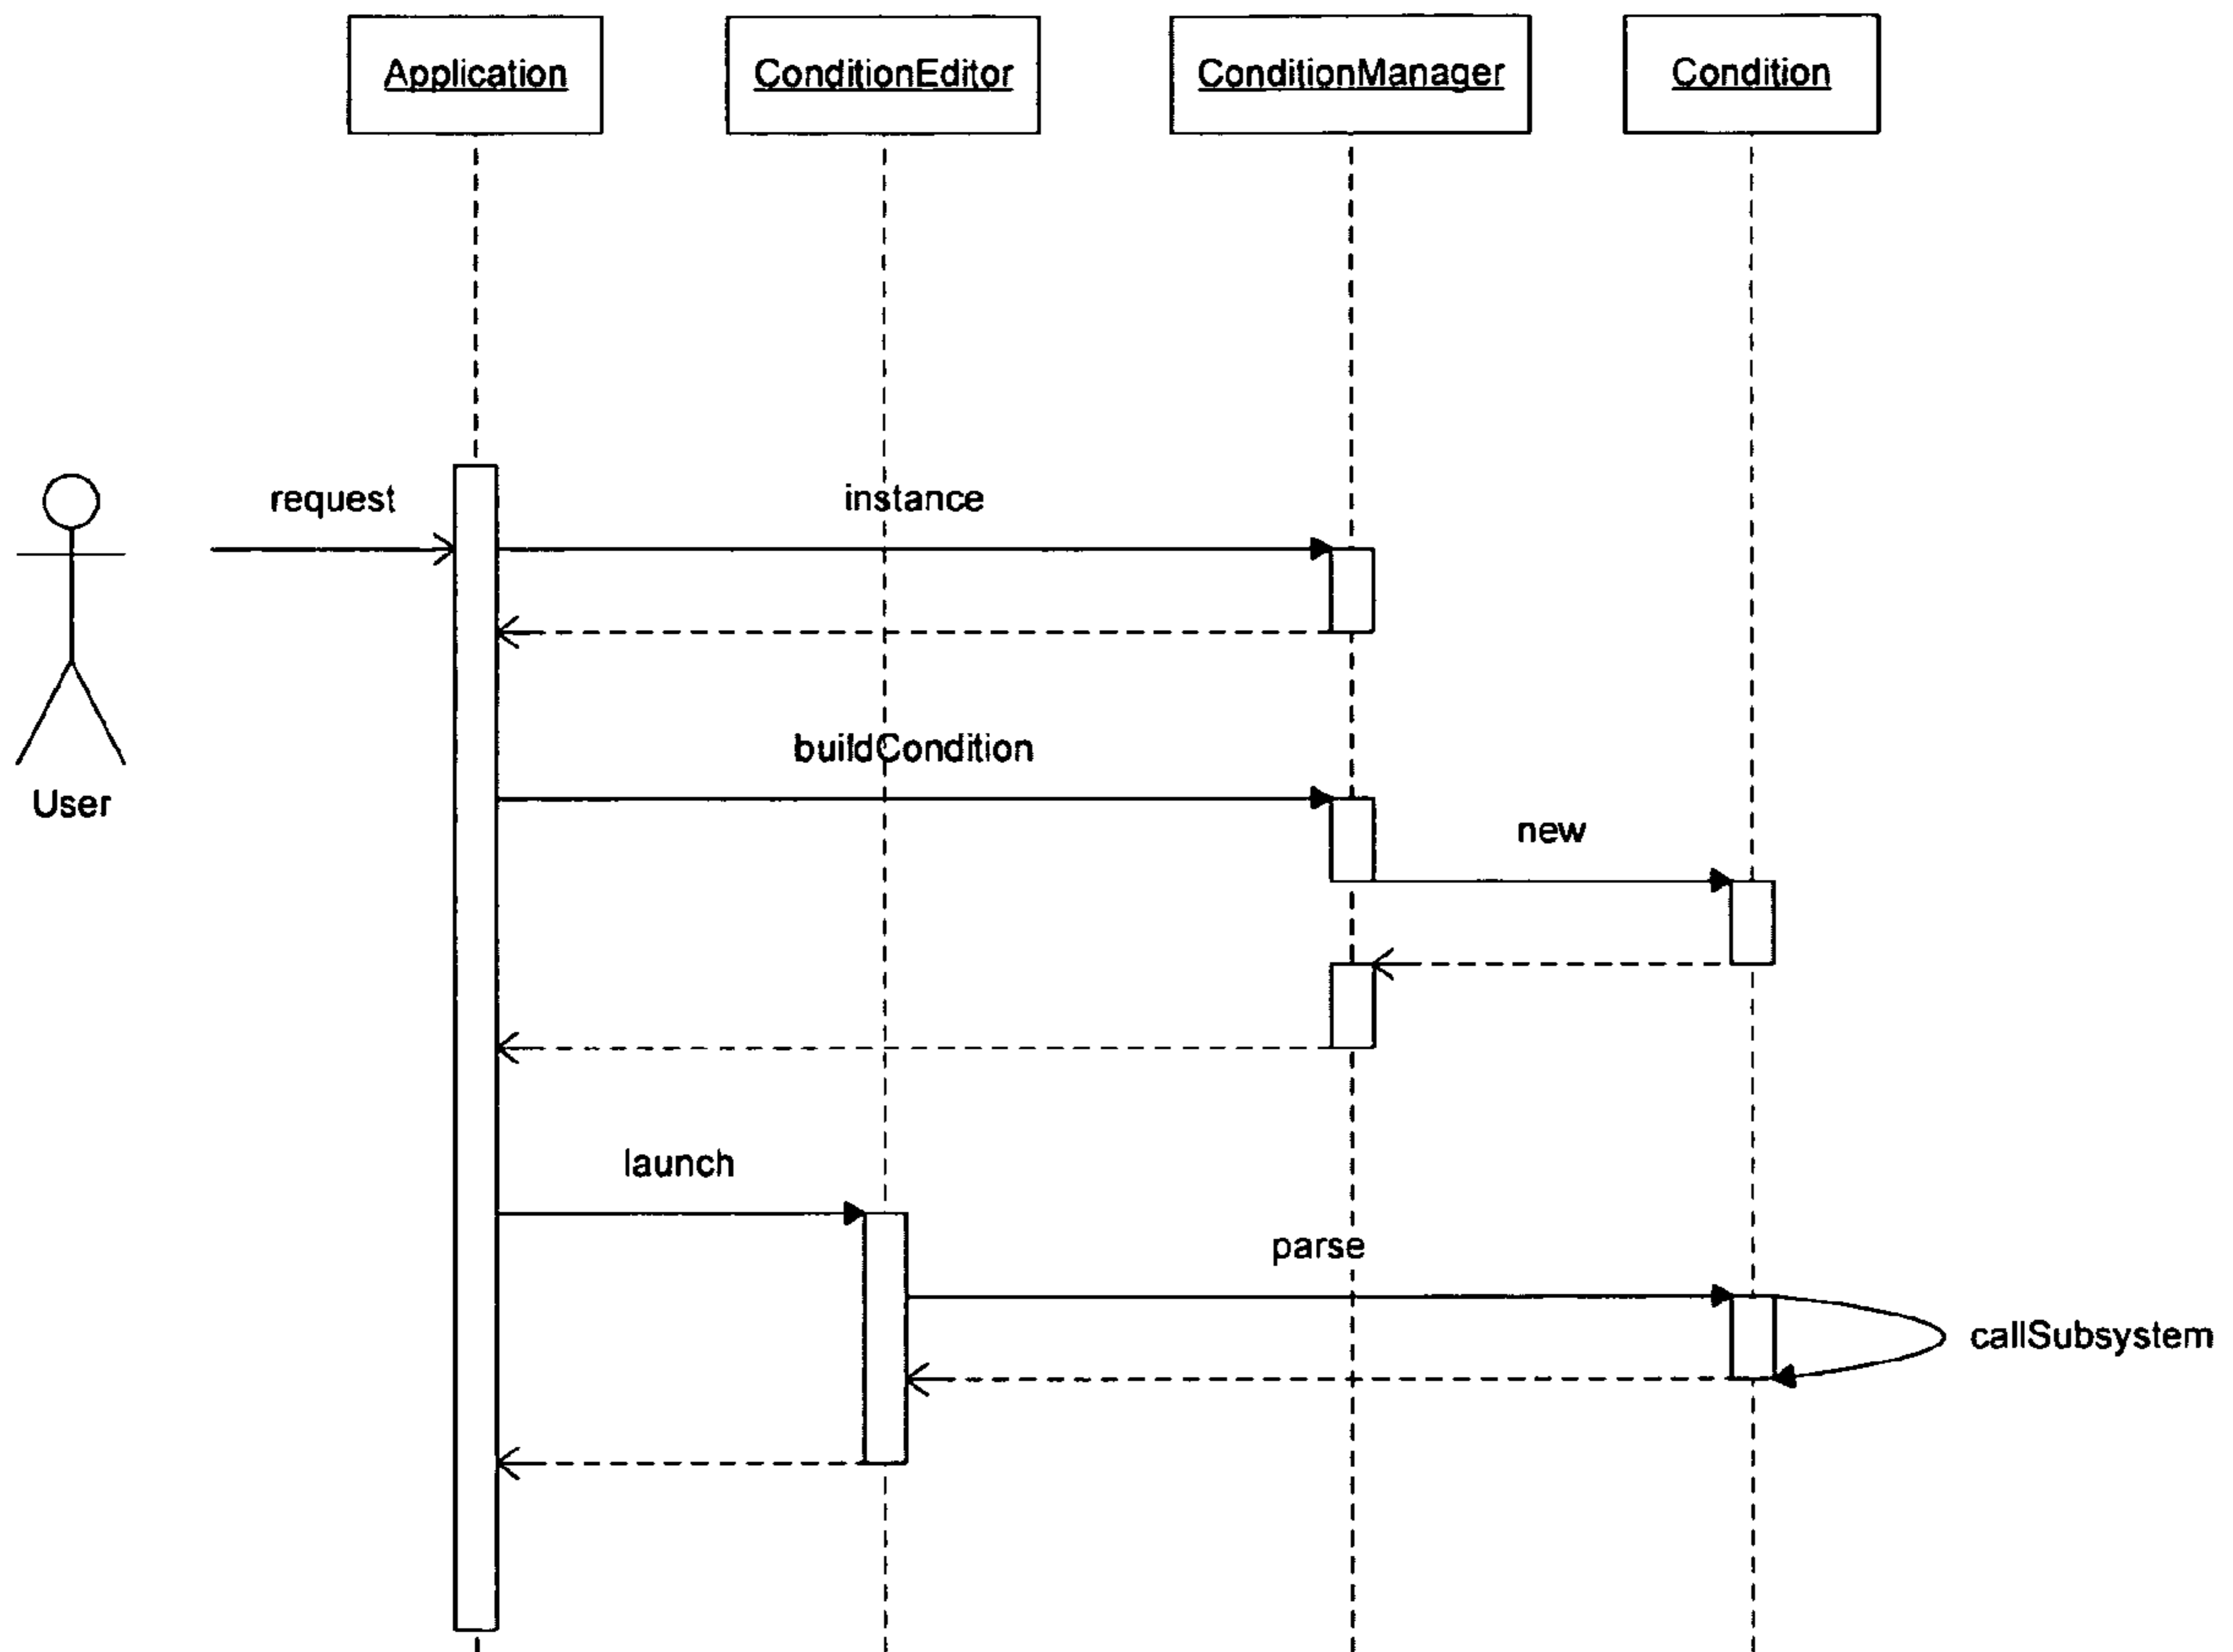 Application
ConditionEditor
ConditionManager
Condition
request
instance
buildCondition
User
new
launch
parse
callSubsystem